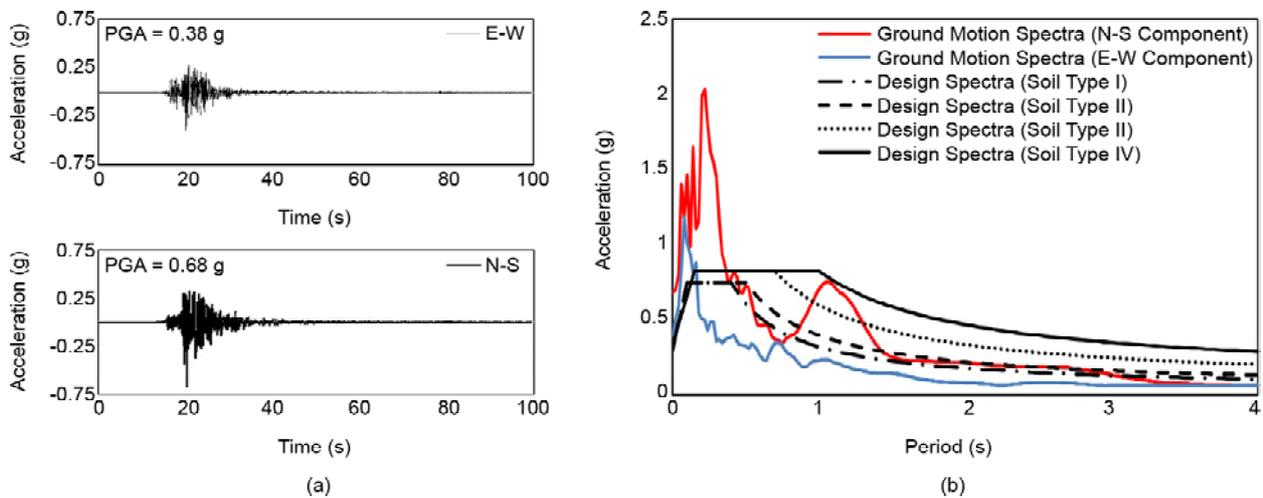 0.75
PGA = 0.38 g
E-W
0.25
-0.25
-0.75
0 20 40 60 80 100
Acceleration (g)
Time (s)
0.75
PGA = 0.68 g
N-S
0.25
-0.25
-0.75
0 20 40 60 80 100
Acceleration (g)
Time (s)
(a)
2.5
2
1.5
1
0.5
0
0 1 2 3 4
Acceleration (g)
Period (s)
Ground Motion Spectra (N-S Component)
Ground Motion Spectra (E-W Component)
Design Spectra (Soil Type I)
Design Spectra (Soil Type II)
Design Spectra (Soil Type II)
Design Spectra (Soil Type IV)
(b)